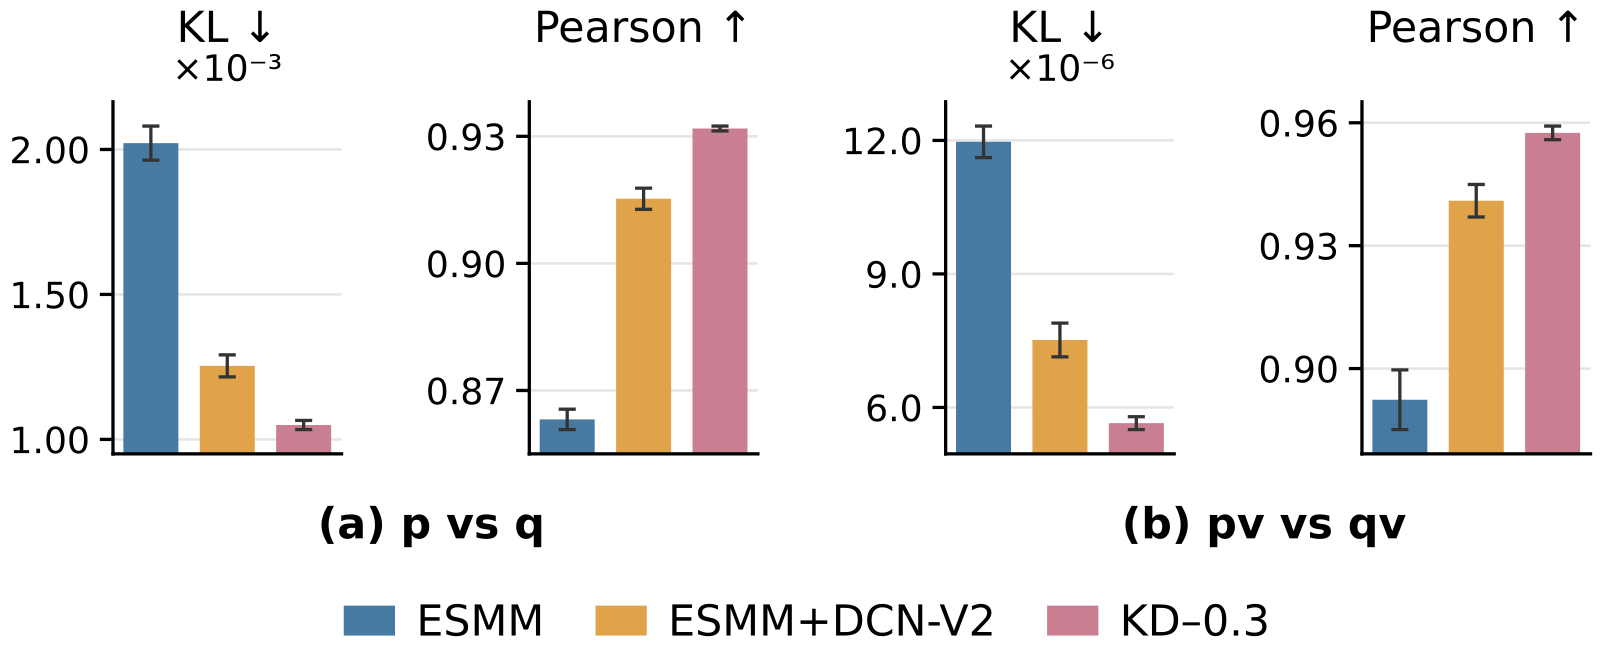 KL ↓
×10⁻³
2.00
1.50
1.00
Pearson ↑
0.93
0.90
0.87
(a) p vs q
KL ↓
×10⁻⁶
12.0
9.0
6.0
Pearson ↑
0.96
0.93
0.90
(b) pv vs qv
ESMM
ESMM+DCN-V2
KD–0.3